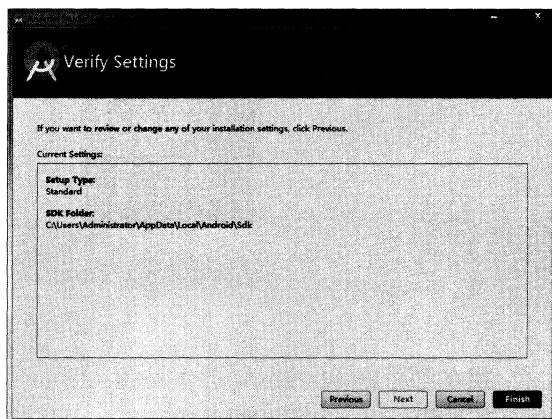 Verify Settings
If you want to review or change any of your installation settings, click Previous.
Current Settings:
Setup Type:
Standard
SDK Folder:
C:\Users\Administrator\AppData\Local\Android\Sdk
Previous Next Cancel Finish